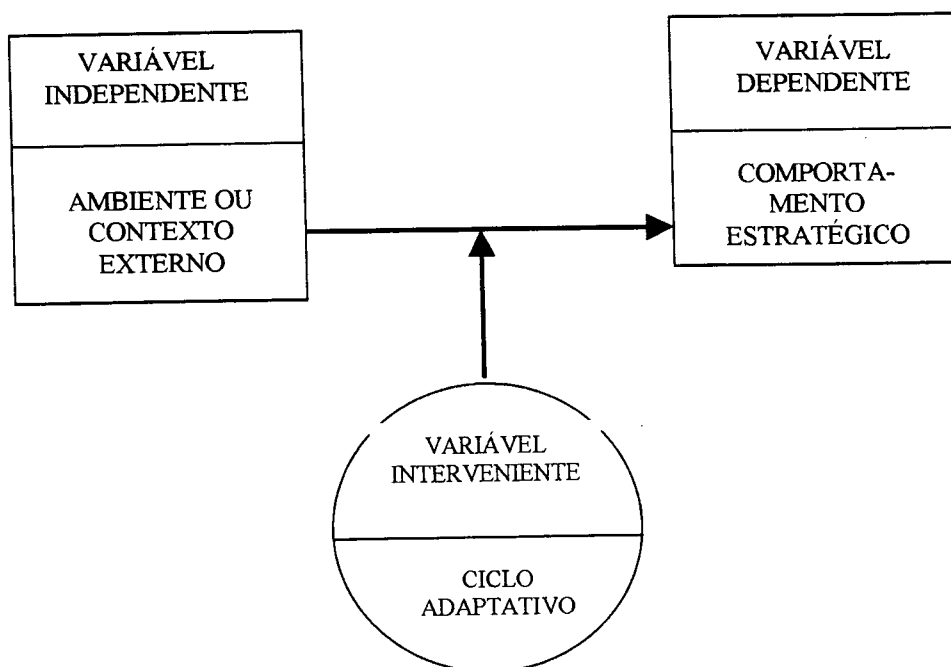 VARIÁVEL
INDEPENDENTE
AMBIENTE OU
CONTEXTO
EXTERNO
VARIÁVEL
DEPENDENTE
COMPORTA-
MENTO
ESTRATÉGICO
VARIÁVEL
INTERVENIENTE
CICLO
ADAPTATIVO